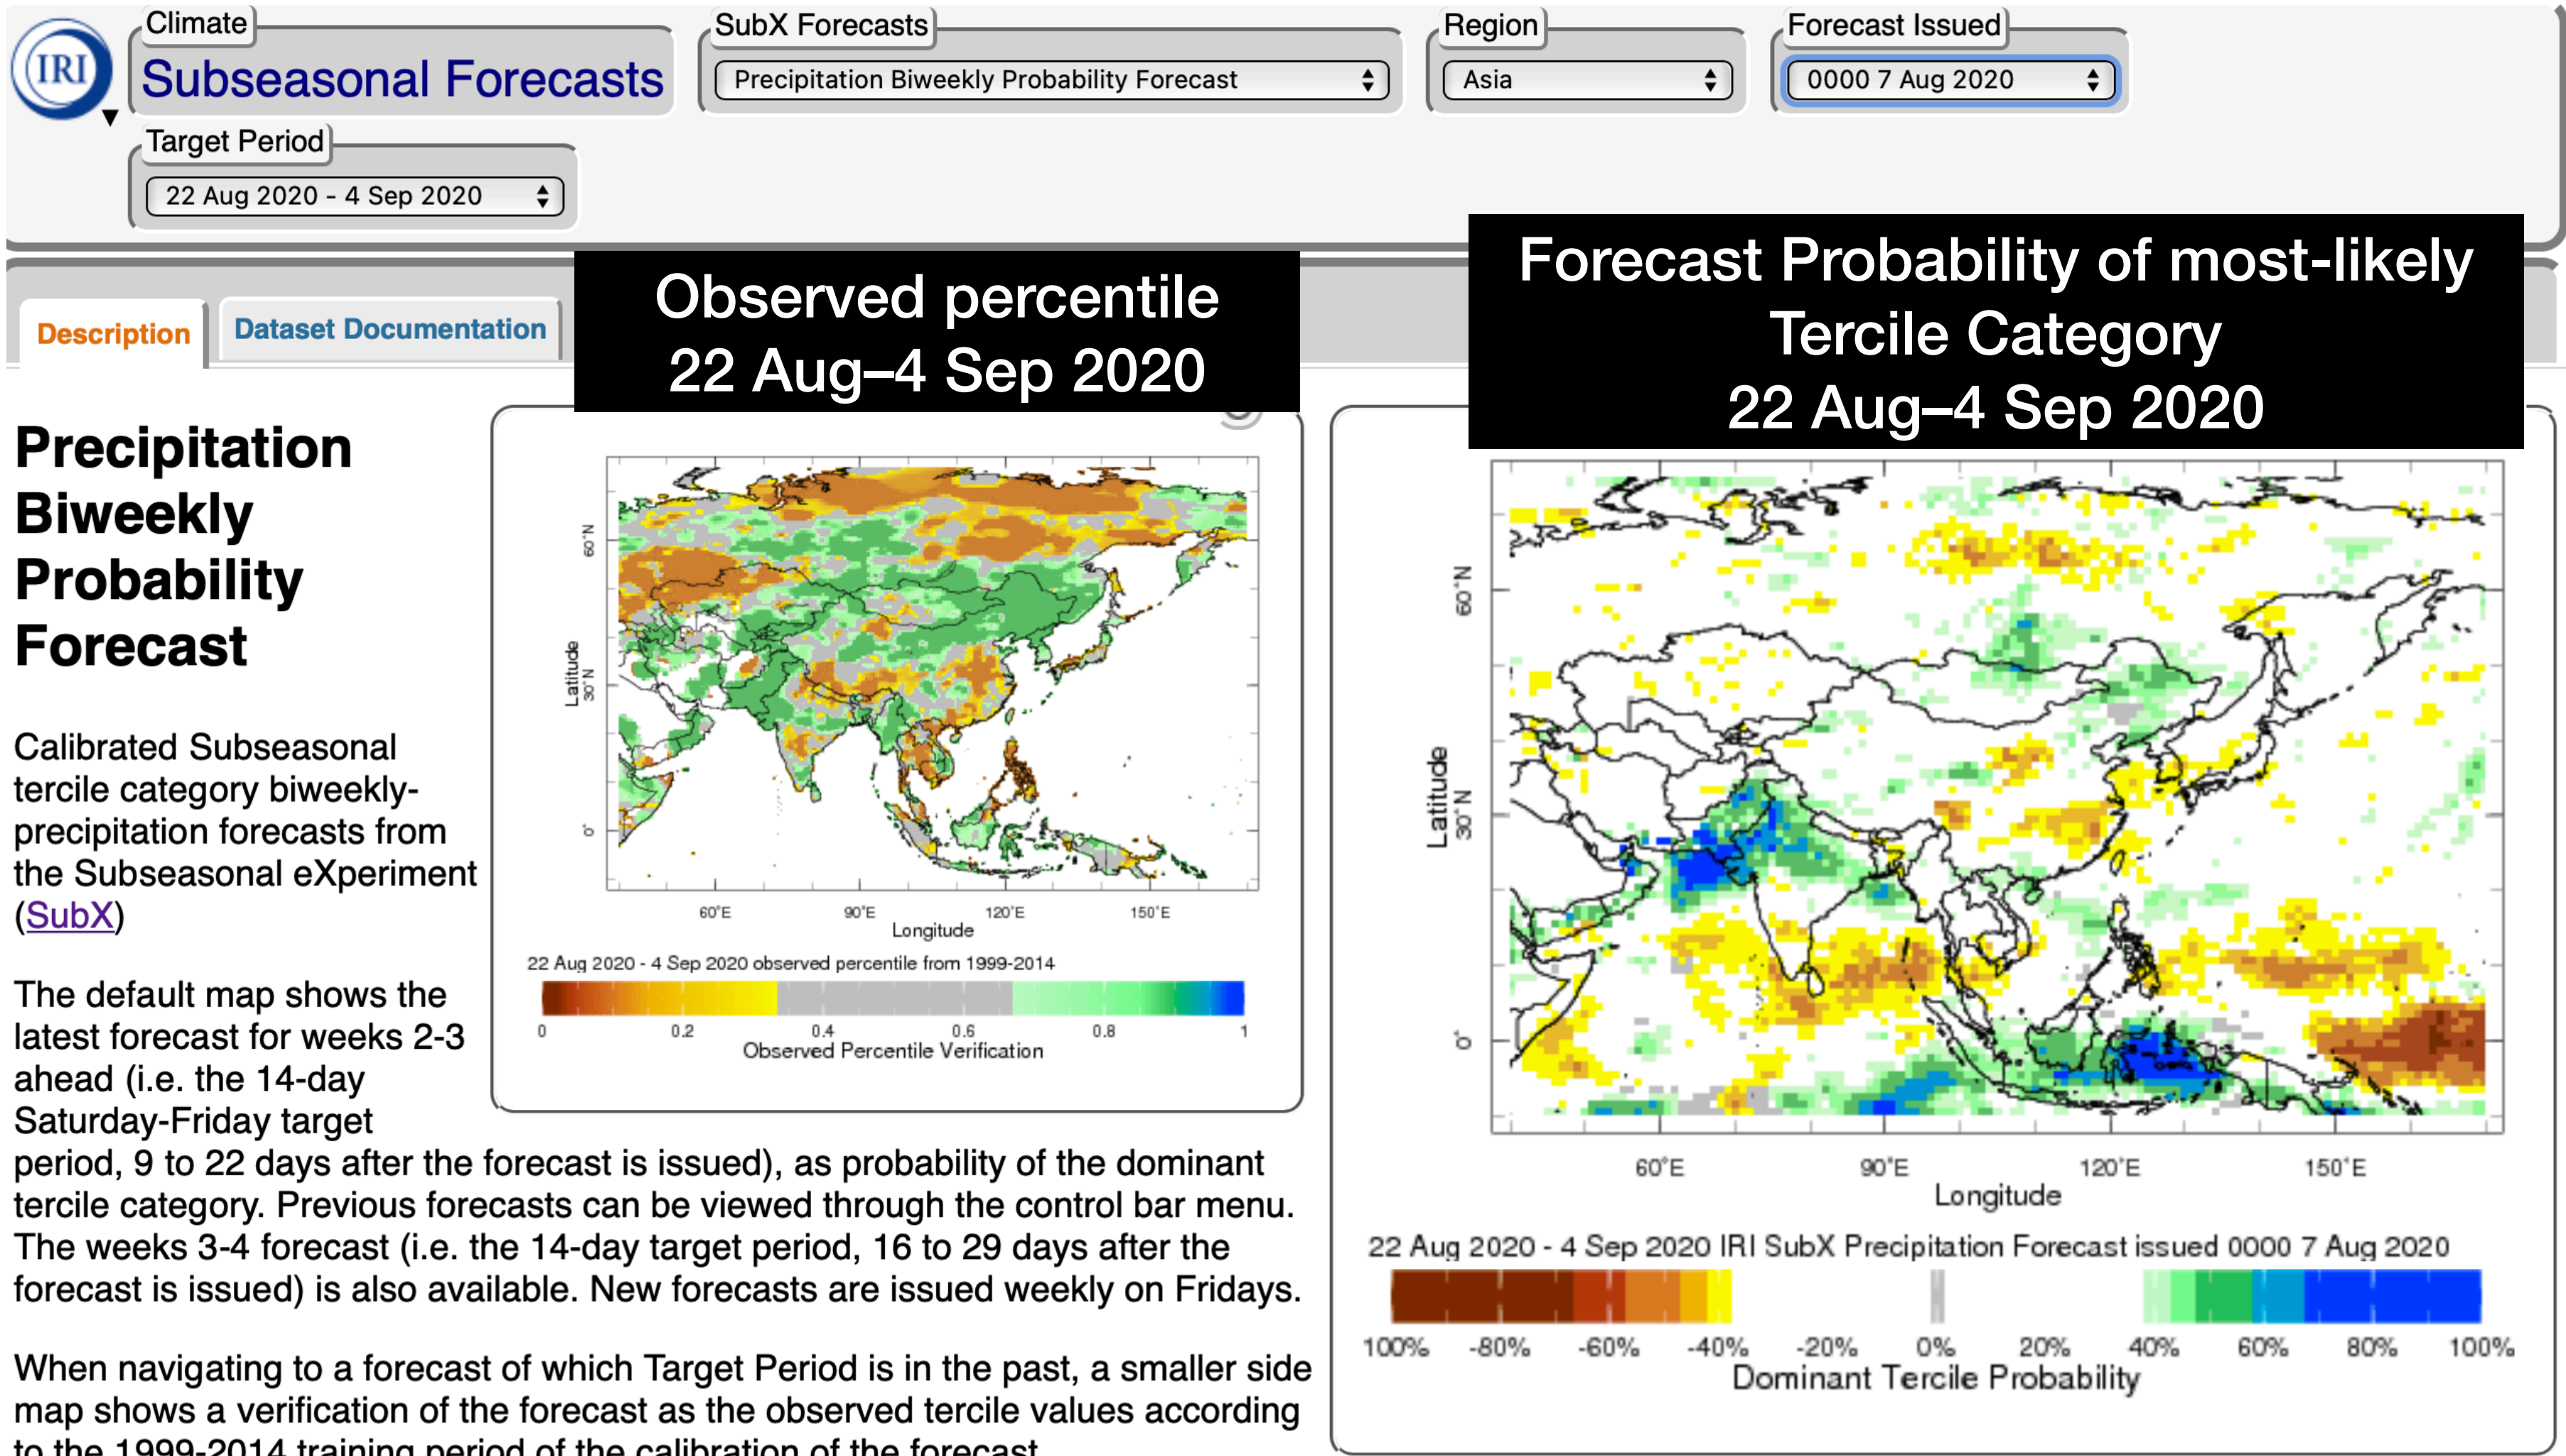 IRI
Climate
Subseasonal Forecasts
SubX Forecasts
Precipitation Biweekly Probability Forecast
Region
Asia
Forecast Issued
0000 7 Aug 2020
Target Period
22 Aug 2020 - 4 Sep 2020
Description
Dataset Documentation
Observed percentile
22 Aug–4 Sep 2020
Forecast Probability of most-likely
Tercile Category
22 Aug–4 Sep 2020
Precipitation
Biweekly
Probability
Forecast
Calibrated Subseasonal
tercile category biweekly-
precipitation forecasts from
the Subseasonal eXperiment
(SubX)
The default map shows the
latest forecast for weeks 2-3
ahead (i.e. the 14-day
Saturday-Friday target
period, 9 to 22 days after the forecast is issued), as probability of the dominant
tercile category. Previous forecasts can be viewed through the control bar menu.
The weeks 3-4 forecast (i.e. the 14-day target period, 16 to 29 days after the
forecast is issued) is also available. New forecasts are issued weekly on Fridays.
When navigating to a forecast of which Target Period is in the past, a smaller side
map shows a verification of the forecast as the observed tercile values according
to the 1999-2014 training period of the calibration of the forecast.
Latitude
60°N
30°N
0°
60°E 90°E 120°E 150°E
Longitude
22 Aug 2020 - 4 Sep 2020 observed percentile from 1999-2014
0 0.2 0.4 0.6 0.8 1
Observed Percentile Verification
Latitude
60°N
30°N
0°
60°E 90°E 120°E 150°E
Longitude
22 Aug 2020 - 4 Sep 2020 IRI SubX Precipitation Forecast issued 0000 7 Aug 2020
100% -80% -60% -40% -20% 0% 20% 40% 60% 80% 100%
Dominant Tercile Probability